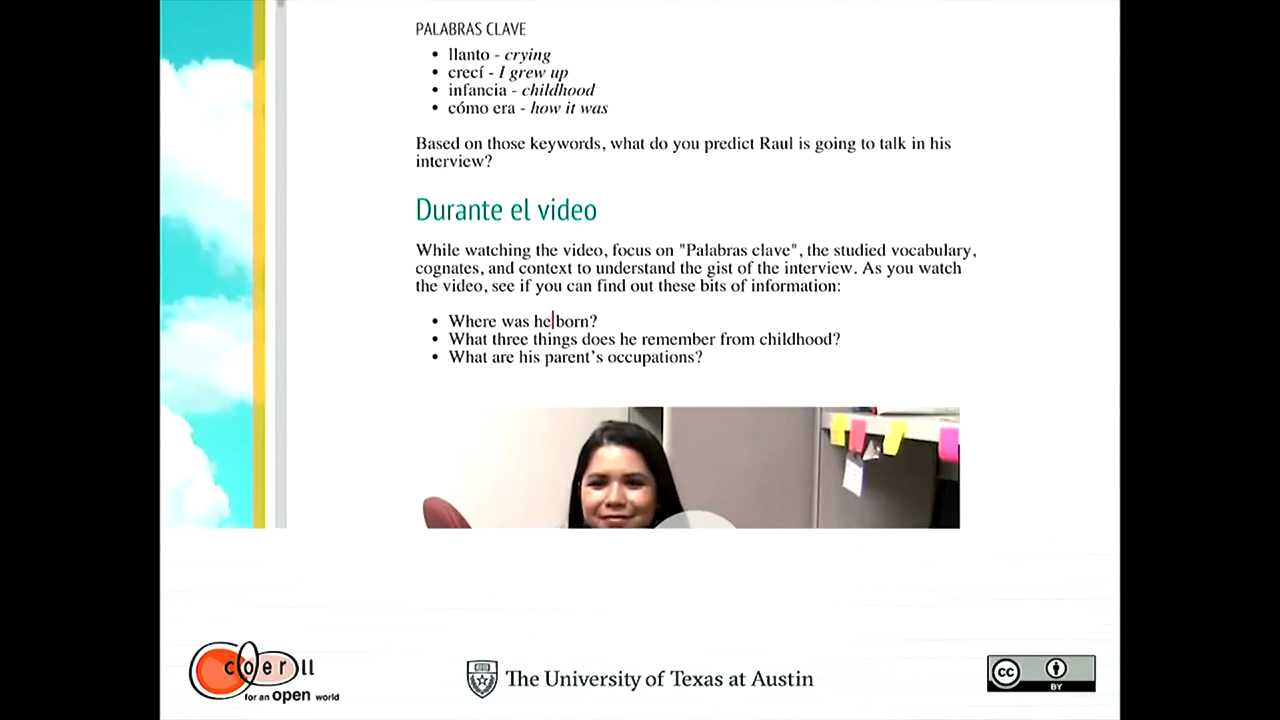 PALABRAS CLAVE
• llanto - crying
• crecí - I grew up
• infancia - childhood
• cómo era - how it was
Based on those keywords, what do you predict Raul is going to talk in his
interview?
Durante el video
While watching the video, focus on "Palabras clave", the studied vocabulary,
cognates, and context to understand the gist of the interview. As you watch
the video, see if you can find out these bits of information:
• Where was he born?
• What three things does he remember from childhood?
• What are his parent’s occupations?
coerll
for an open world
The University of Texas at Austin
cc
BY